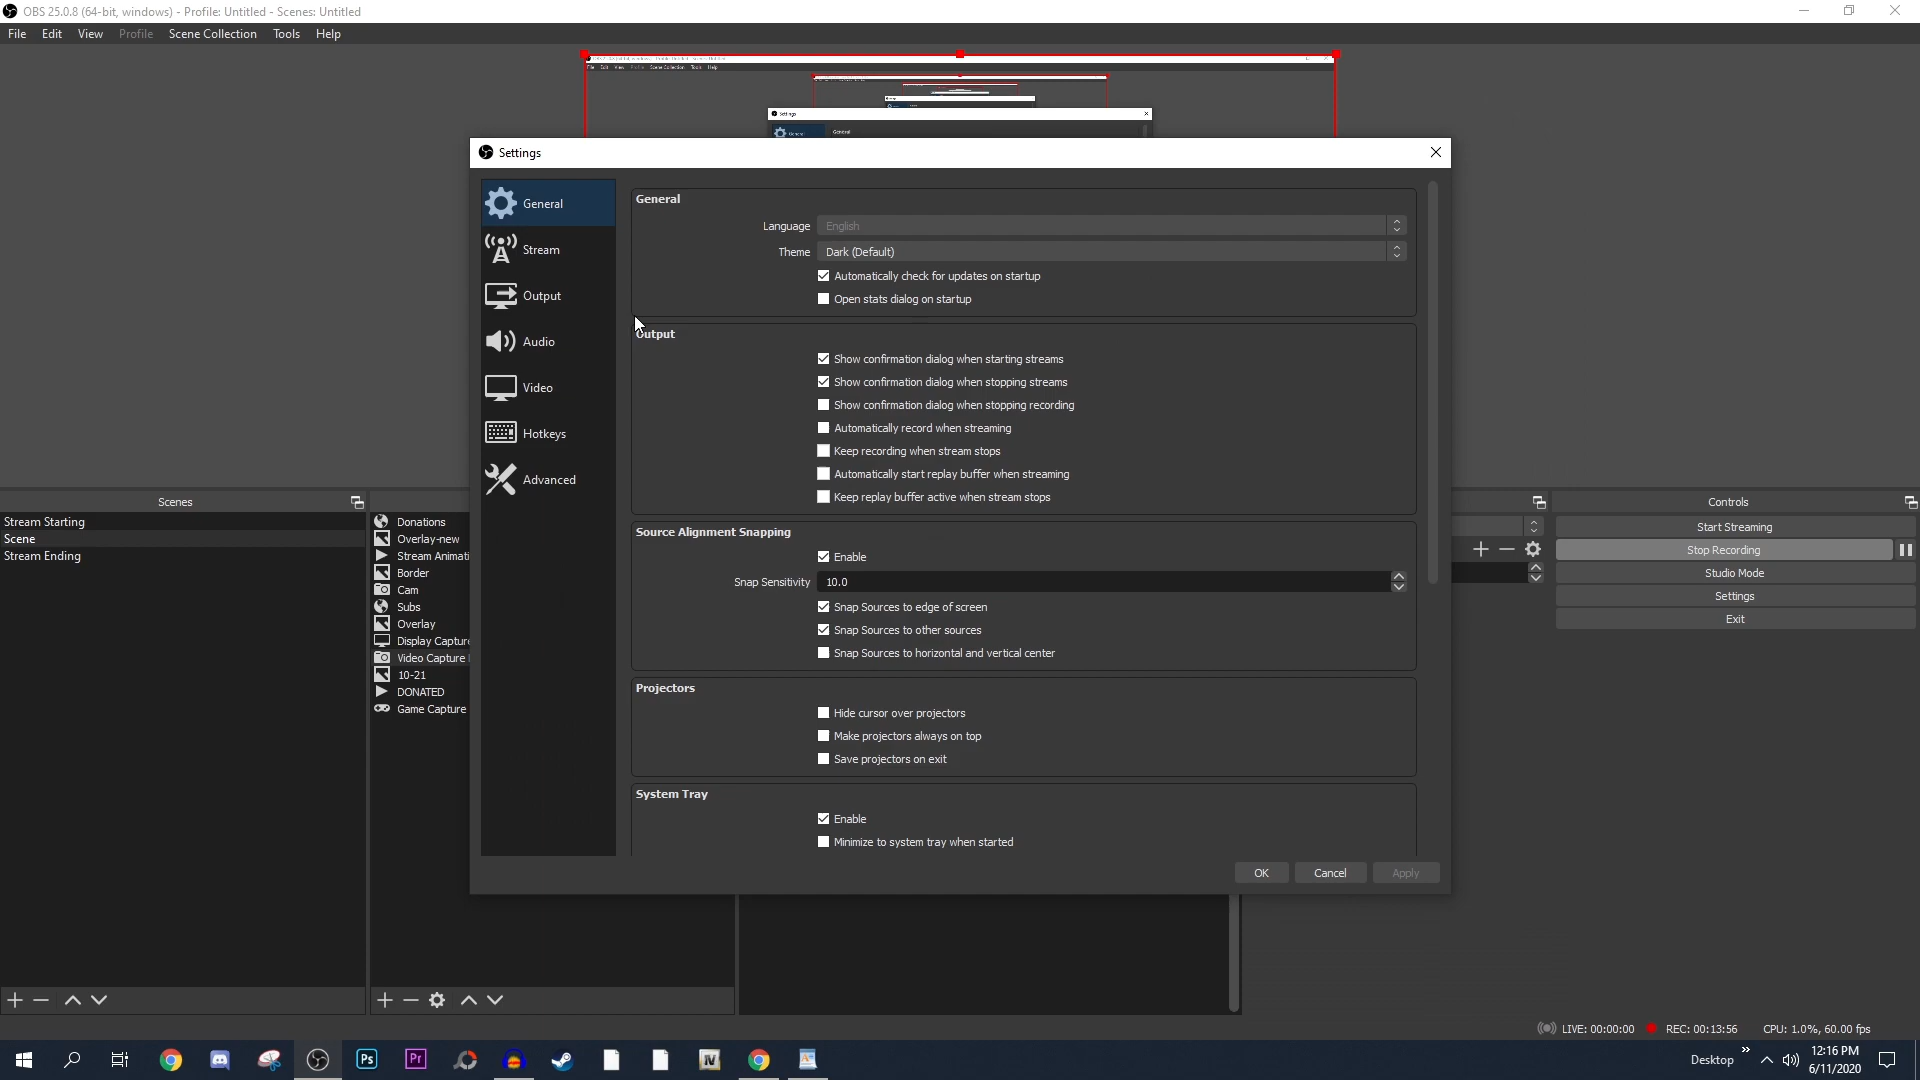 OBS 25.0.8 (64-bit, windows) - Profile: Untitled - Scenes: Untitled
File Edit View Profile Scene Collection Tools Help
Settings
General
Stream
Output
Audio
Video
Hotkeys
Advanced
General
Language English
Theme Dark (Default)
Automatically check for updates on startup
Open stats dialog on startup
Output
Show confirmation dialog when starting streams
Show confirmation dialog when stopping streams
Show confirmation dialog when stopping recording
Automatically record when streaming
Keep recording when stream stops
Automatically start replay buffer when streaming
Keep replay buffer active when stream stops
Source Alignment Snapping
Enable
Snap Sensitivity 10.0
Snap Sources to edge of screen
Snap Sources to other sources
Snap Sources to horizontal and vertical center
Projectors
Hide cursor over projectors
Make projectors always on top
Save projectors on exit
System Tray
Enable
Minimize to system tray when started
OK Cancel Apply
Scenes
Stream Starting
Scene
Stream Ending
Donations
Overlay-new
Stream Animati
Border
Cam
Subs
Overlay
Display Capture
Video Capture
10-21
DONATED
Game Capture
Controls
Start Streaming
Stop Recording
Studio Mode
Settings
Exit
LIVE: 00:00:00 REC: 00:13:56 CPU: 1.0%, 60.00 fps
Ps Pr IV
Desktop
12:16 PM
6/11/2020